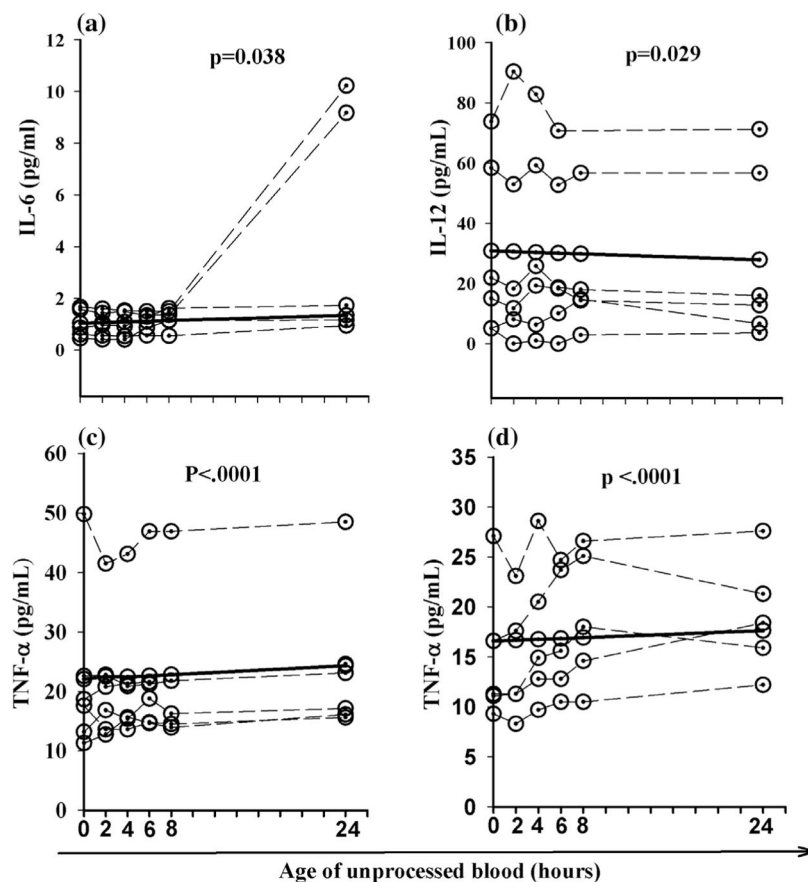 (a)
p=0.038
IL-6 (pg/ml)
12
10
8
6
4
2
0
(b)
p=0.029
IL-12 (pg/mL)
100
80
60
40
20
0
(c)
P<.0001
TNF-α (pg/mL)
60
50
40
30
20
10
0
0 2 4 6 8 24
(d)
p <.0001
TNF-α (pg/mL)
35
30
25
20
15
10
5
0
0 2 4 6 8 24
Age of unprocessed blood (hours)